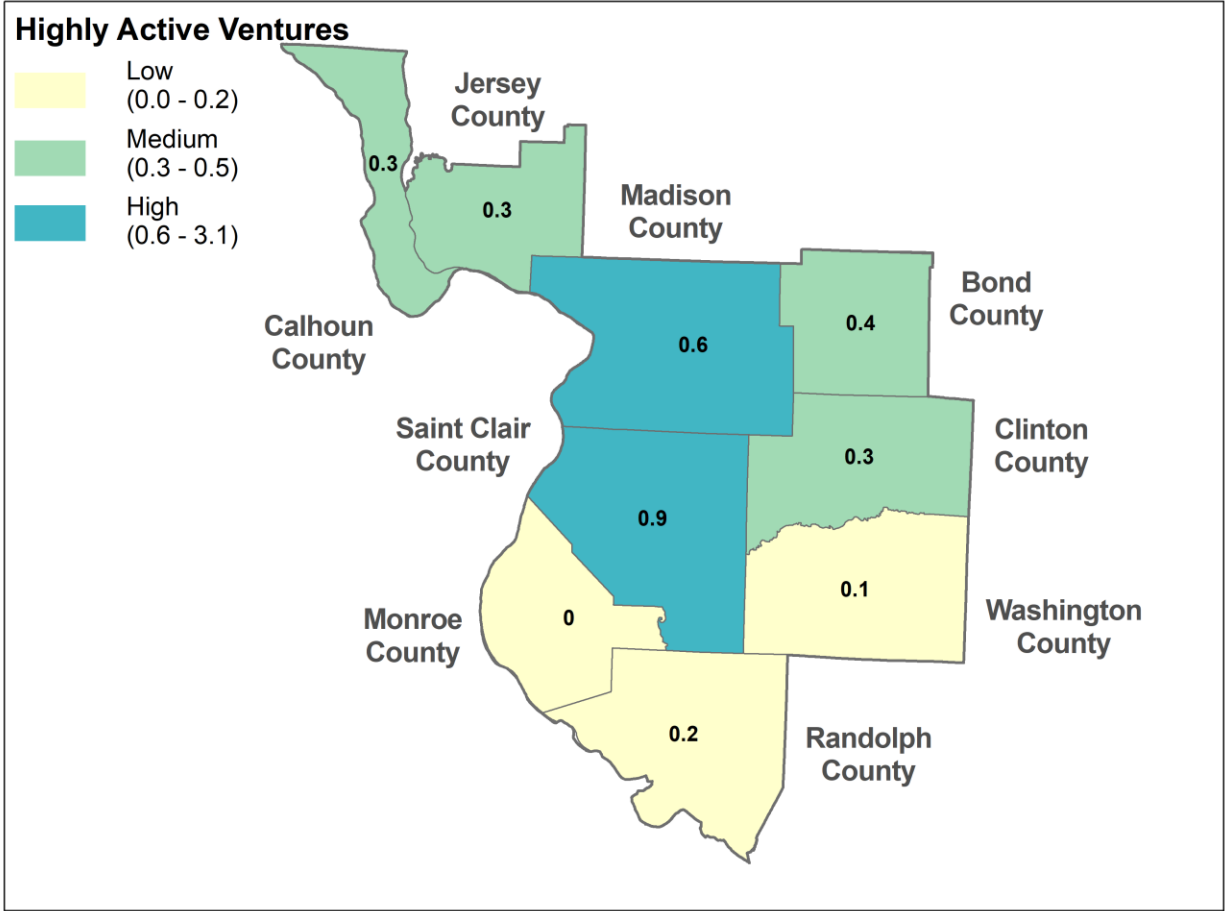 Highly Active Ventures
Low
(0.0 - 0.2)
Medium
(0.3 - 0.5)
High
(0.6 - 3.1)
Jersey
County
0.3
0.3
Madison
County
Calhoun
County
0.6
0.4
Bond
County
Saint Clair
County
0.3
Clinton
County
0.9
Monroe
County
0
0.1
Washington
County
0.2
Randolph
County